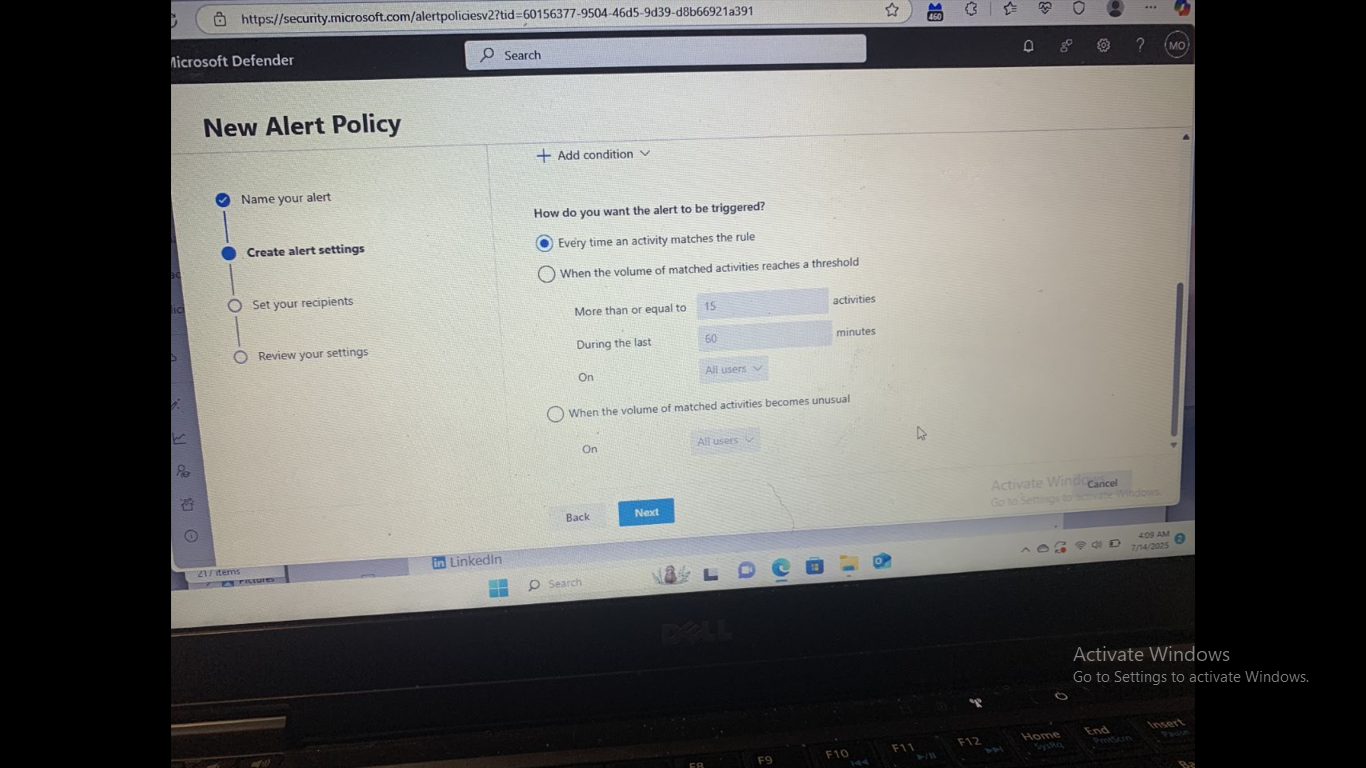 https://security.microsoft.com/alertpoliciesv2?tid=60156377-9504-46d5-9d39-d8b66921a391
460
Microsoft Defender
Search
MO
New Alert Policy
Name your alert
Create alert settings
Set your recipients
Review your settings
Add condition
How do you want the alert to be triggered?
Every time an activity matches the rule
When the volume of matched activities reaches a threshold
More than or equal to 15 activities
During the last 60 minutes
On All users
When the volume of matched activities becomes unusual
On All users
Back Next Cancel
Activate Windows
Go to Settings to activate Windows.
217 items
Pictures
in LinkedIn
Search
4:09 AM
7/14/2025
2
DELL
Activate Windows
Go to Settings to activate Windows.
F8 F9 F10 F11 F12 Home End Insert
SysRq PrntScrn Pause